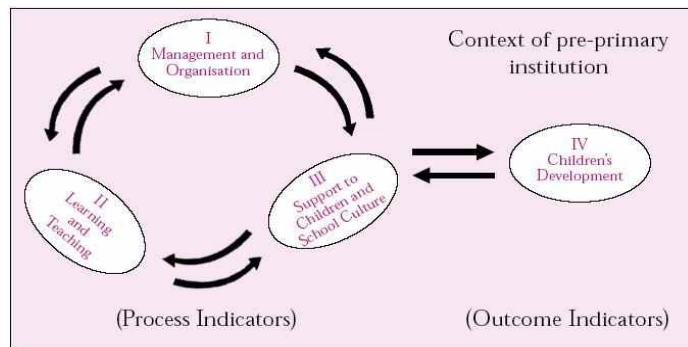 I
Management and
Organisation
Context of pre-primary
institution
II
Learning
and
Teaching
III
Support to
Children and
School Culture
IV
Children's
Development
(Process Indicators)
(Outcome Indicators)